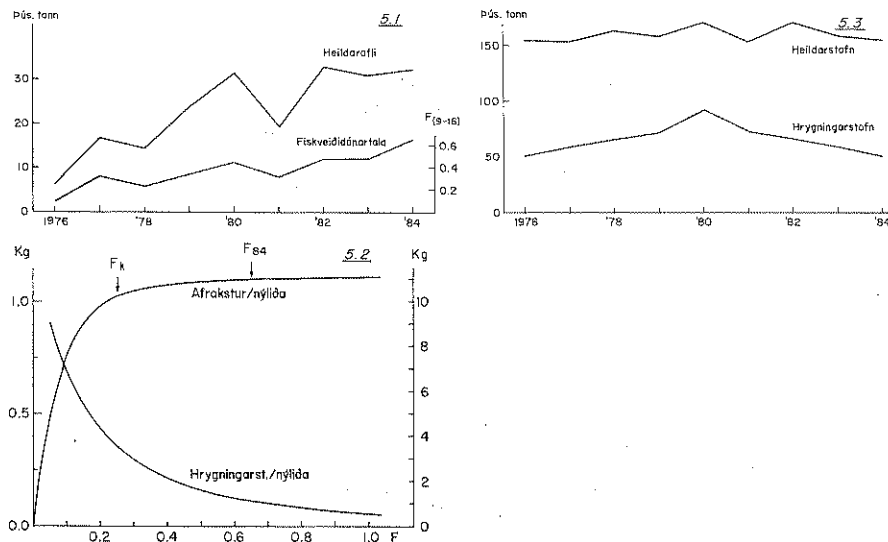 Þús. tonn
5.1
Heildarafli
30
20
10
0
F(9-16)
0.6
0.4
0.2
Fiskveiðidánartala
1976 '78 '80 '82 '84
Þús. tonn
5.3
150
100
50
0
Heildarstofn
Hrygningarstofn
1976 '78 '80 '82 '84
Kg
5.2
Kg
Fk
F84
1.0
0.5
0.0
Afrakstur/nýliða
Hrygningarst./nýliða
10
8
6
4
2
0
0.2 0.4 0.6 0.8 1.0 F